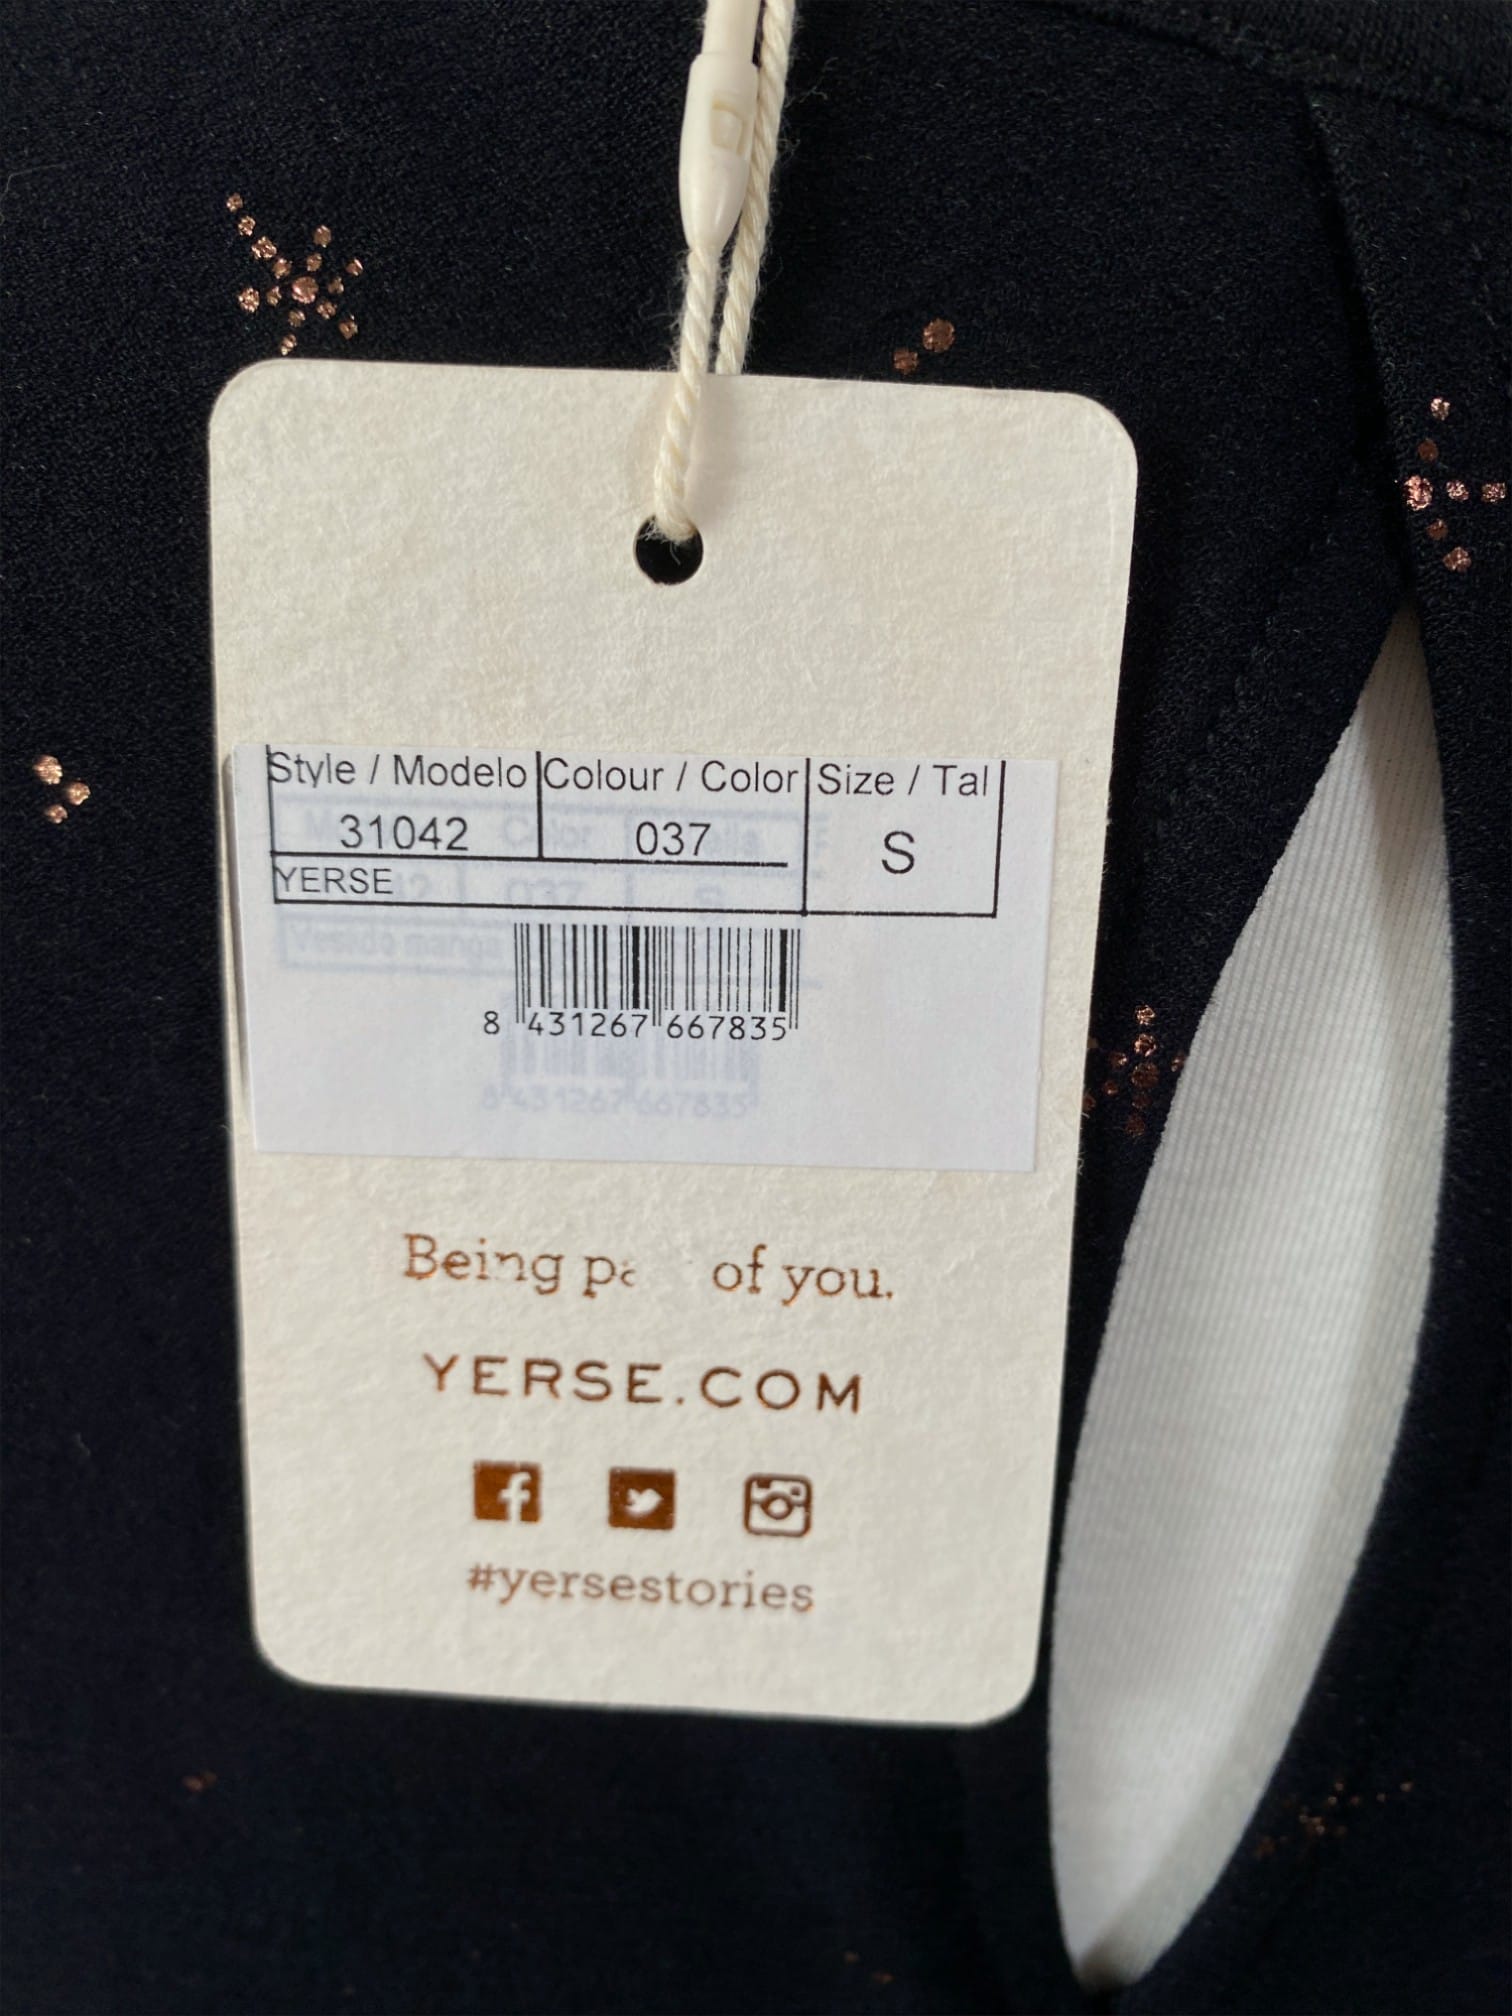 Style / Modelo Colour / Color Size / Tal
31042 037 S
YERSE
8 431267 667835
Being pa of you.
YERSE.COM
#yersestories